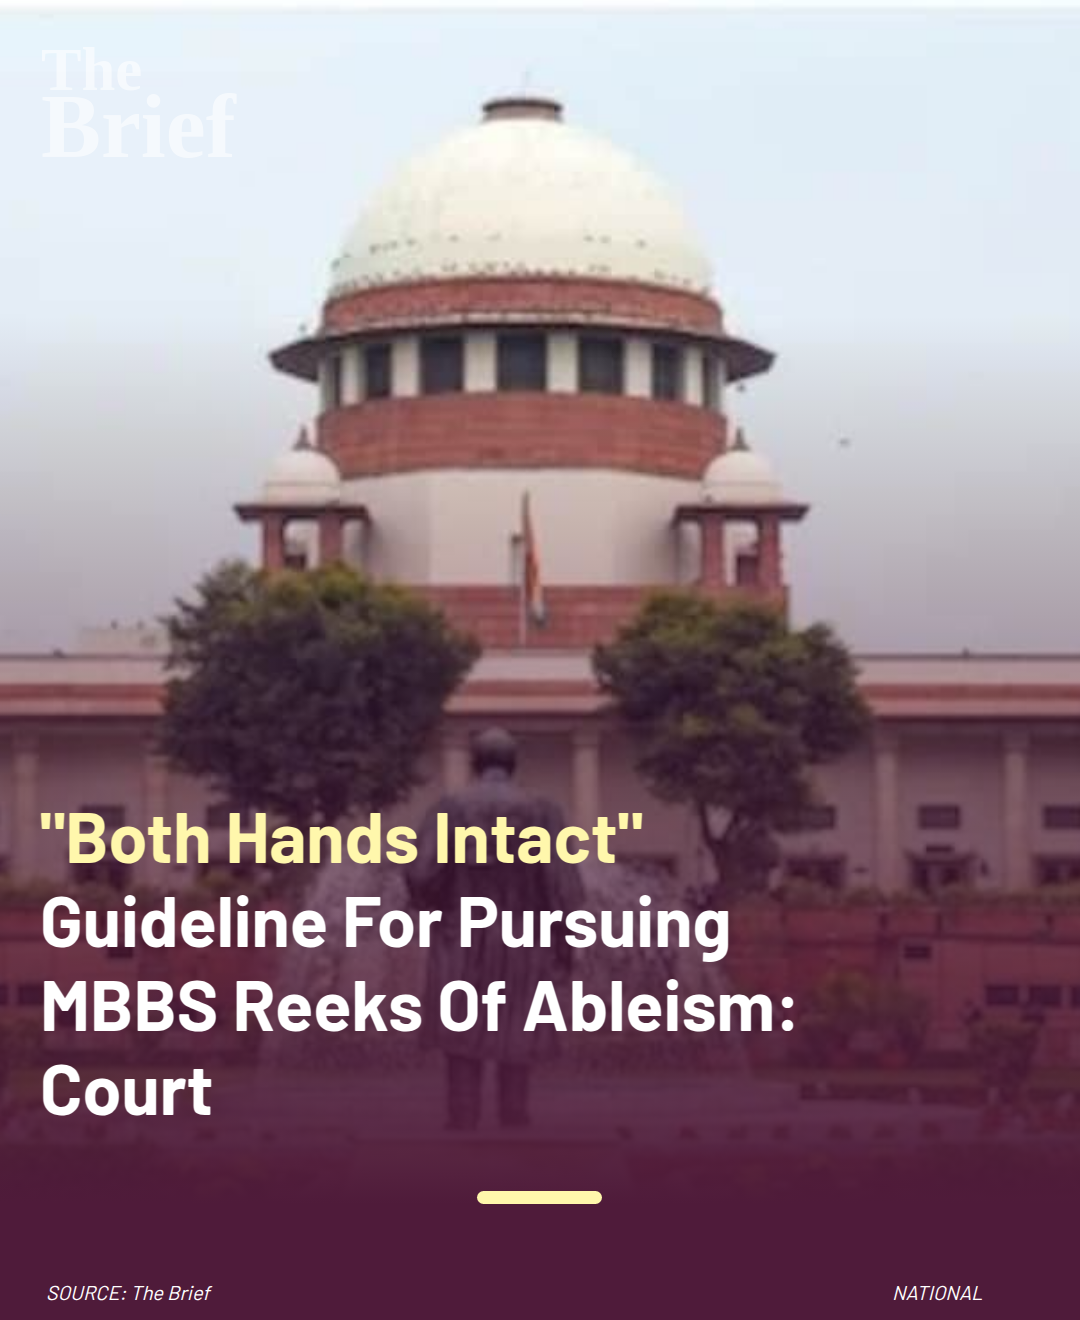 The
Brief
"Both Hands Intact"
Guideline For Pursuing
MBBS Reeks Of Ableism:
Court
SOURCE: The Brief
NATIONAL